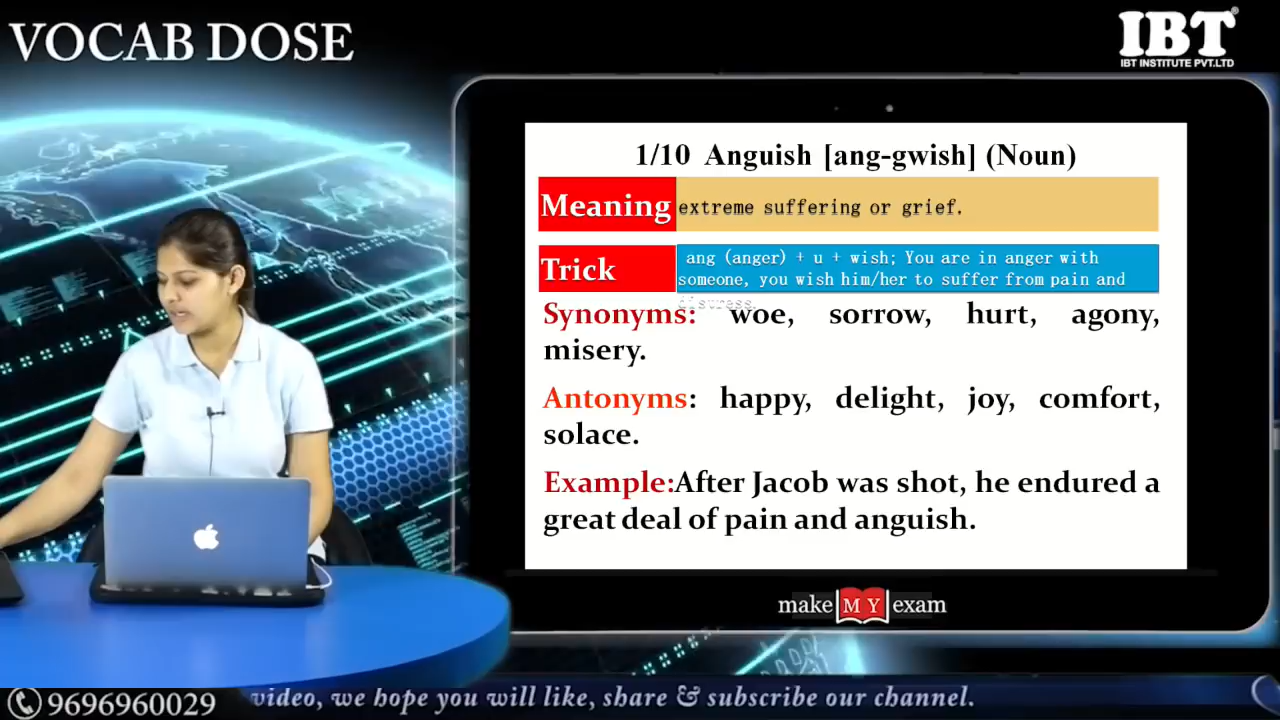 VOCAB DOSE
IBT®
IBT INSTITUTE PVT.LTD
1/10 Anguish [ang-gwish] (Noun)
Meaning extreme suffering or grief.
Trick ang (anger) + u + wish; You are in anger with
someone, you wish him/her to suffer from pain and
distress.
Synonyms: woe, sorrow, hurt, agony,
misery.
Antonyms: happy, delight, joy, comfort,
solace.
Example:After Jacob was shot, he endured a
great deal of pain and anguish.
make MY exam
9696960029 video, we hope you will like, share & subscribe our channel.